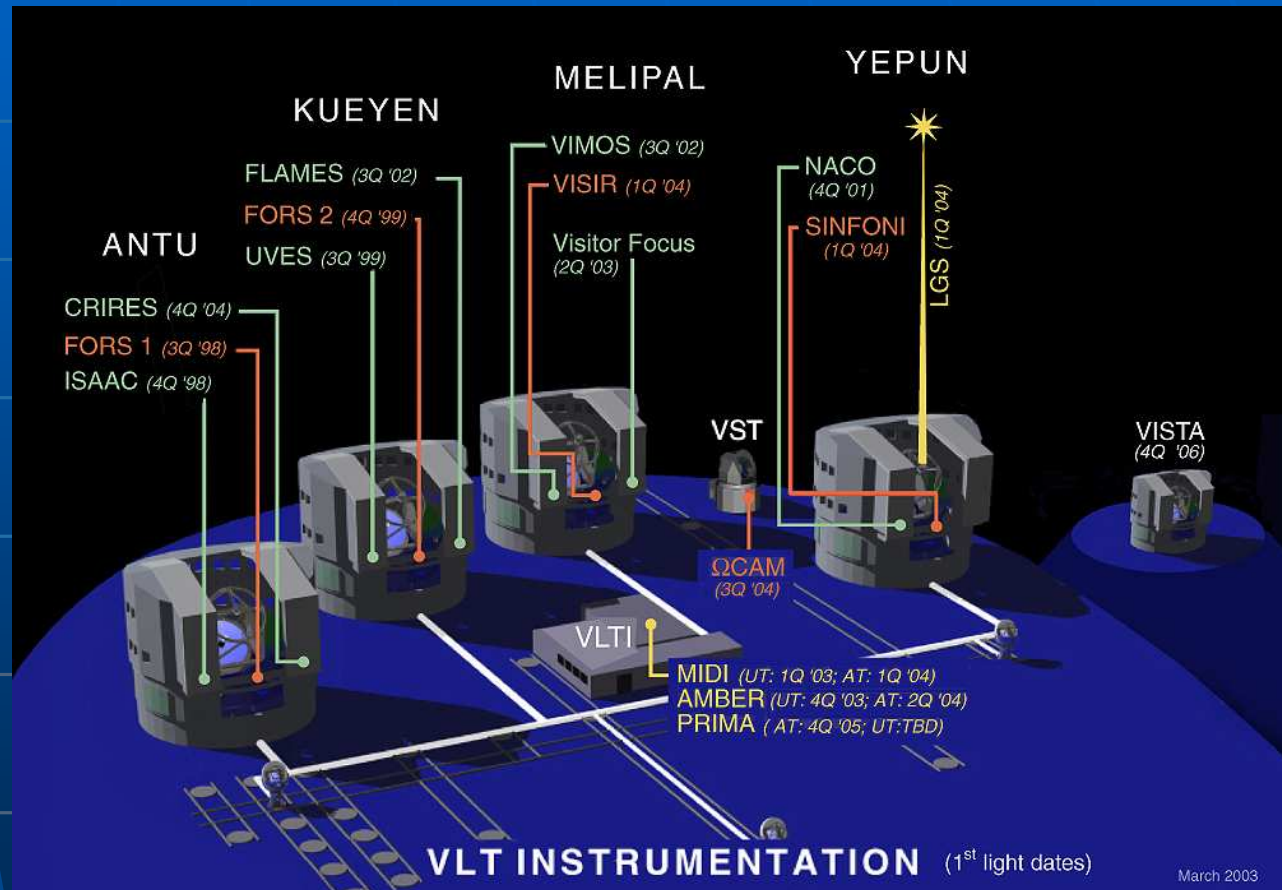 ANTU
CRIRES (4Q '04)
FORS 1 (3Q '98)
ISAAC (4Q '98)
KUEYEN
FLAMES (3Q '02)
FORS 2 (4Q '99)
UVES (3Q '99)
MELIPAL
VIMOS (3Q '02)
VISIR (1Q '04)
Visitor Focus
(2Q '03)
YEPUN
NACO
(4Q '01)
SINFONI
(1Q '04)
LGS (1Q '04)
VST
ΩCAM
(3Q '04)
VISTA
(4Q '06)
VLTI
MIDI (UT: 1Q '03; AT: 1Q '04)
AMBER (UT: 4Q '03; AT: 2Q '04)
PRIMA ( AT: 4Q '05; UT:TBD)
VLT INSTRUMENTATION (1st light dates)
March 2003